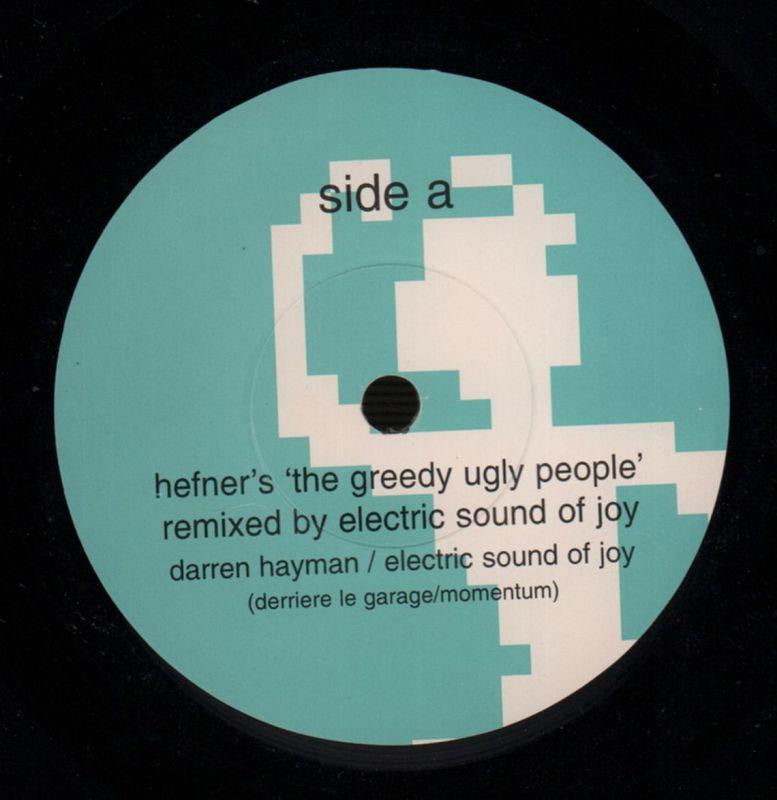 side a
hefner's 'the greedy ugly people'
remixed by electric sound of joy
darren hayman / electric sound of joy
(derriere le garage/momentum)